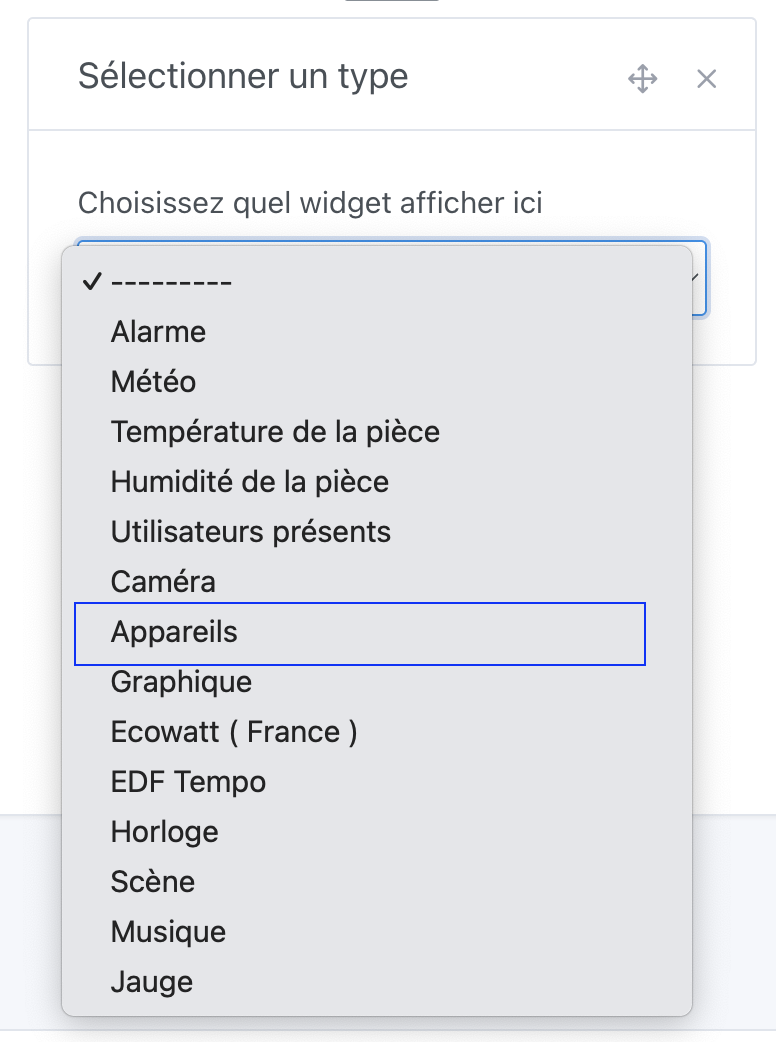 Sélectionner un type
Choisissez quel widget afficher ici
✓ ---------
Alarme
Météo
Température de la pièce
Humidité de la pièce
Utilisateurs présents
Caméra
Appareils
Graphique
Ecowatt ( France )
EDF Tempo
Horloge
Scène
Musique
Jauge